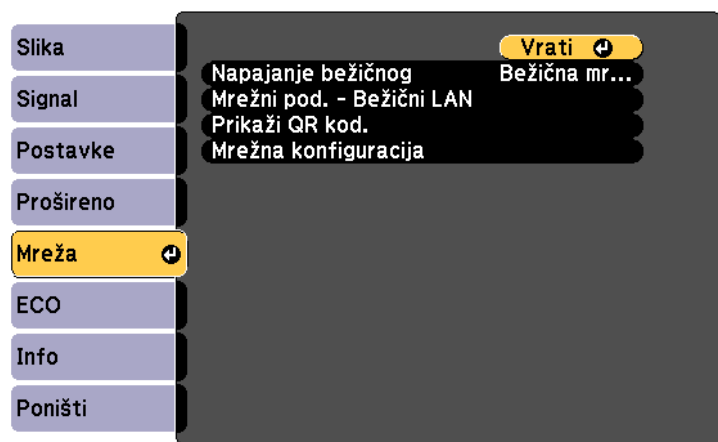 Slika
Signal
Postavke
Prošireno
Mreža
ECO
Info
Poništi
Vrati
Napajanje bežičnog Bežična mr...
Mrežni pod. - Bežični LAN
Prikaži QR kod.
Mrežna konfiguracija